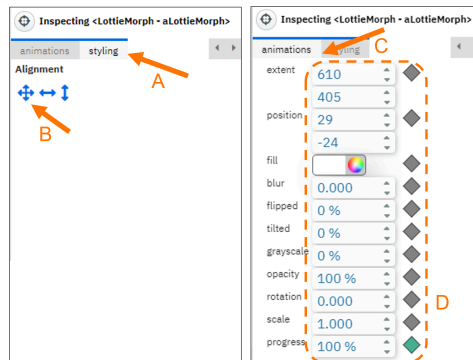 Inspecting <LottieMorph - aLottieMorph>
animations styling
Alignment
A
B
Inspecting <LottieMorph - aLottieMorph>
animations styling
C
extent 610
405
position 29
-24
fill
blur 0.000
flipped 0 %
tilted 0 %
grayscale 0 %
opacity 100 %
rotation 0.000
D
scale 1.000
progress 100 %